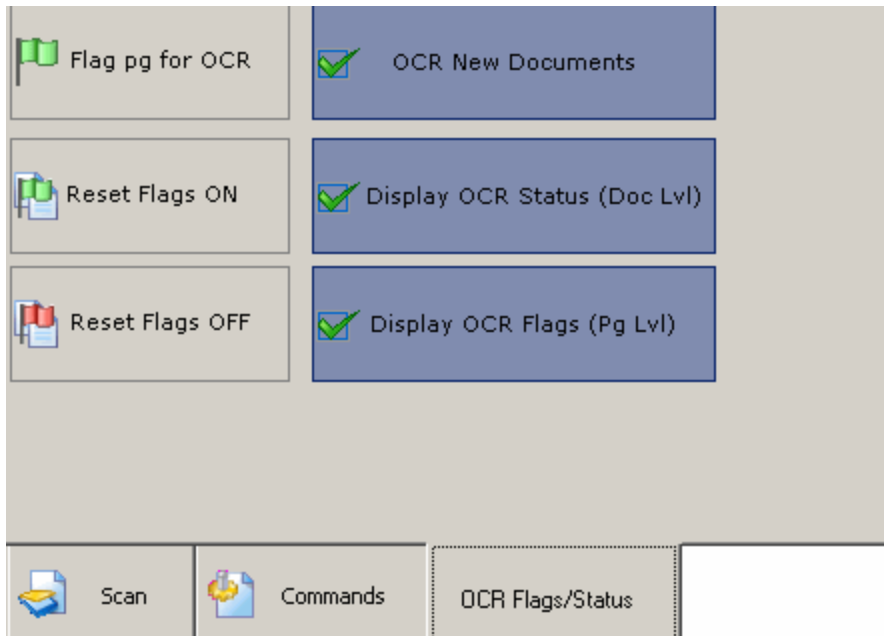 Flag pg for OCR
OCR New Documents
Reset Flags ON
Display OCR Status (Doc Lvl)
Reset Flags OFF
Display OCR Flags (Pg Lvl)
Scan
Commands
OCR Flags/Status